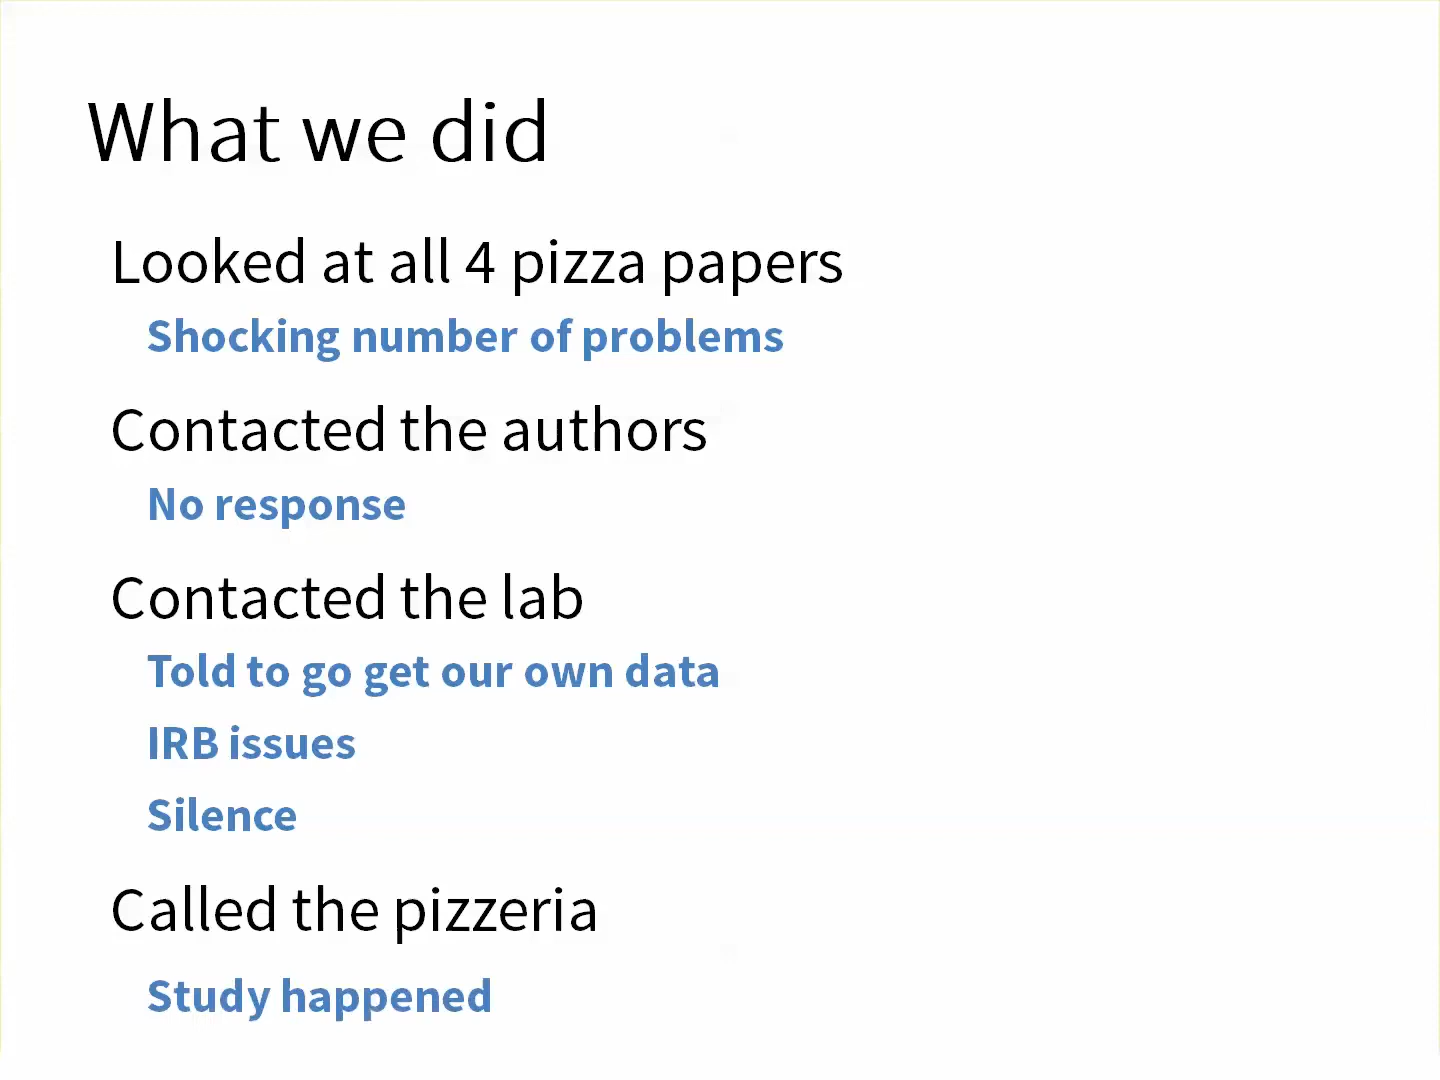 What we did
Looked at all 4 pizza papers
Shocking number of problems
Contacted the authors
No response
Contacted the lab
Told to go get our own data
IRB issues
Silence
Called the pizzeria
Study happened